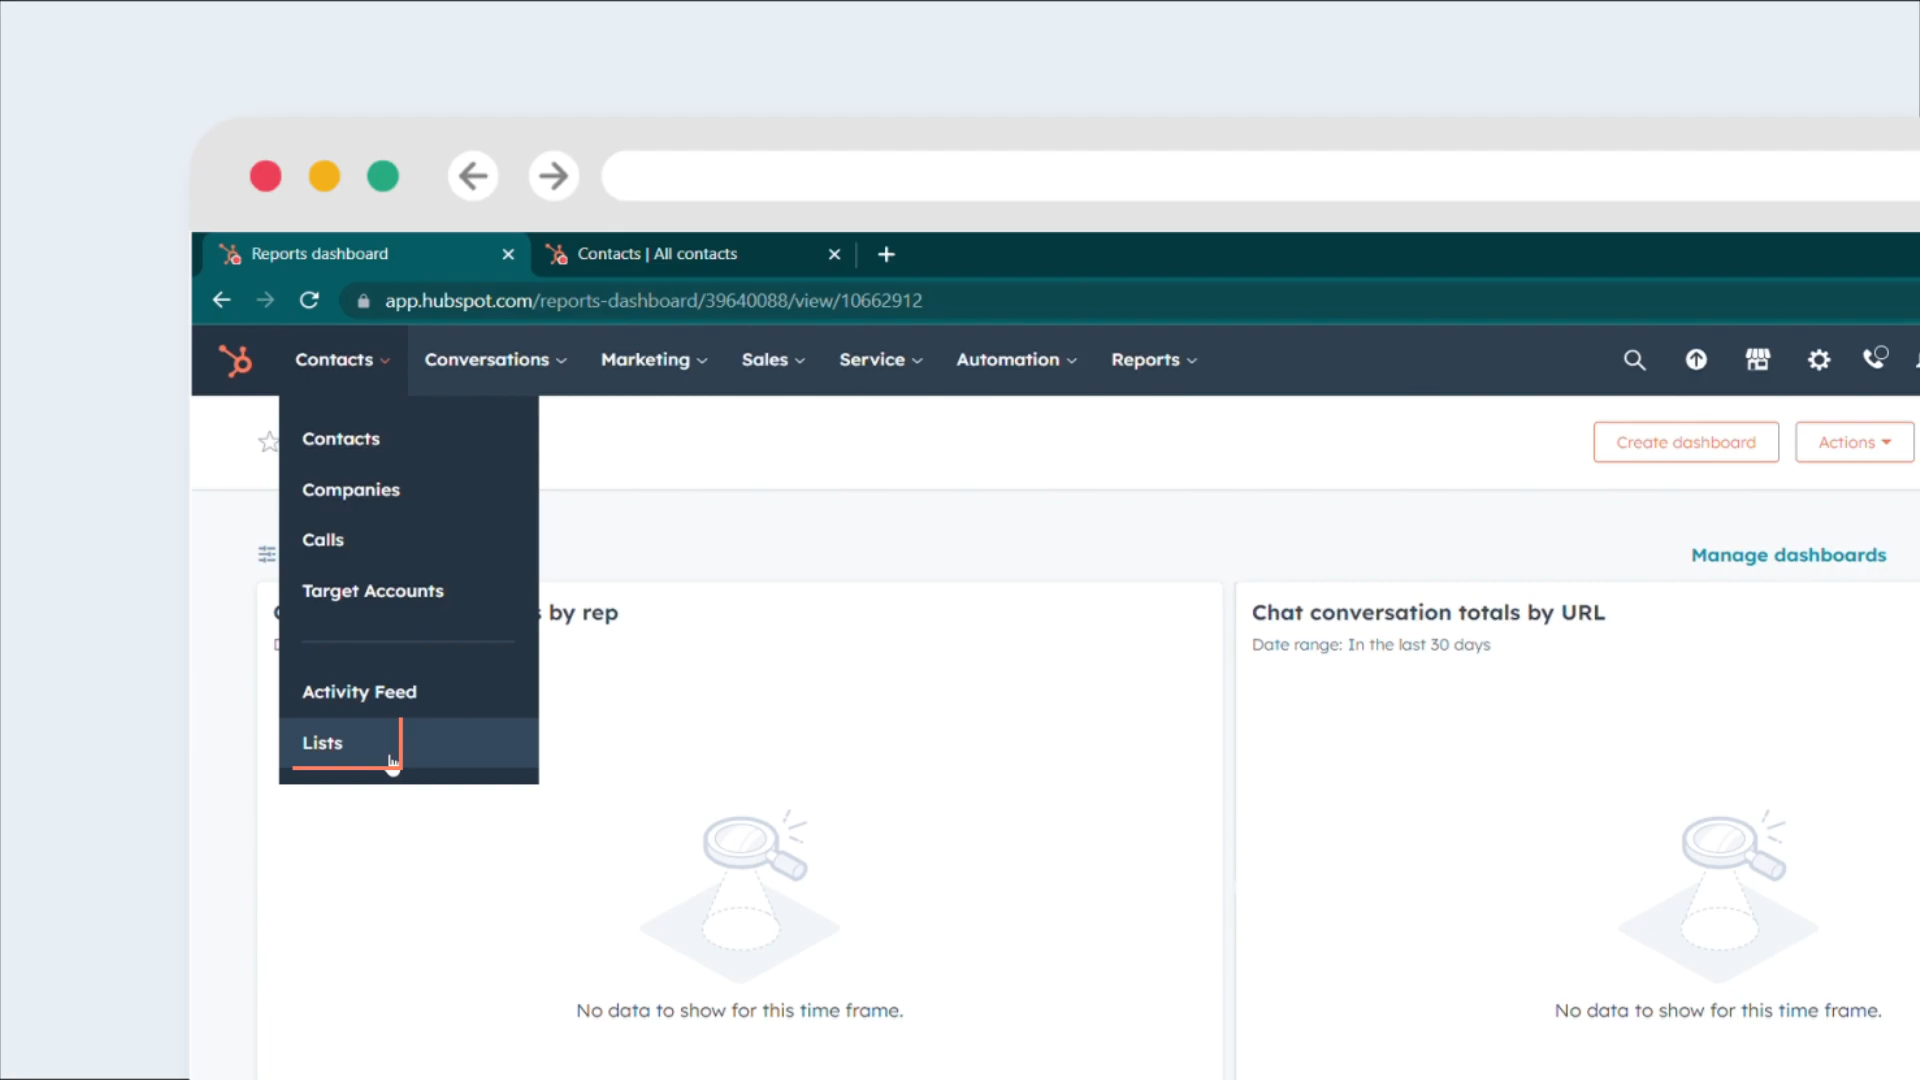 Reports dashboard
Contacts | All contacts
app.hubspot.com/reports-dashboard/39640088/view/10662912
Contacts Conversations Marketing Sales Service Automation Reports
Contacts
Create dashboard
Actions
Companies
Calls
Manage dashboards
Target Accounts
by rep
Chat conversation totals by URL
Date range: In the last 30 days
Activity Feed
Lists
No data to show for this time frame.
No data to show for this time frame.